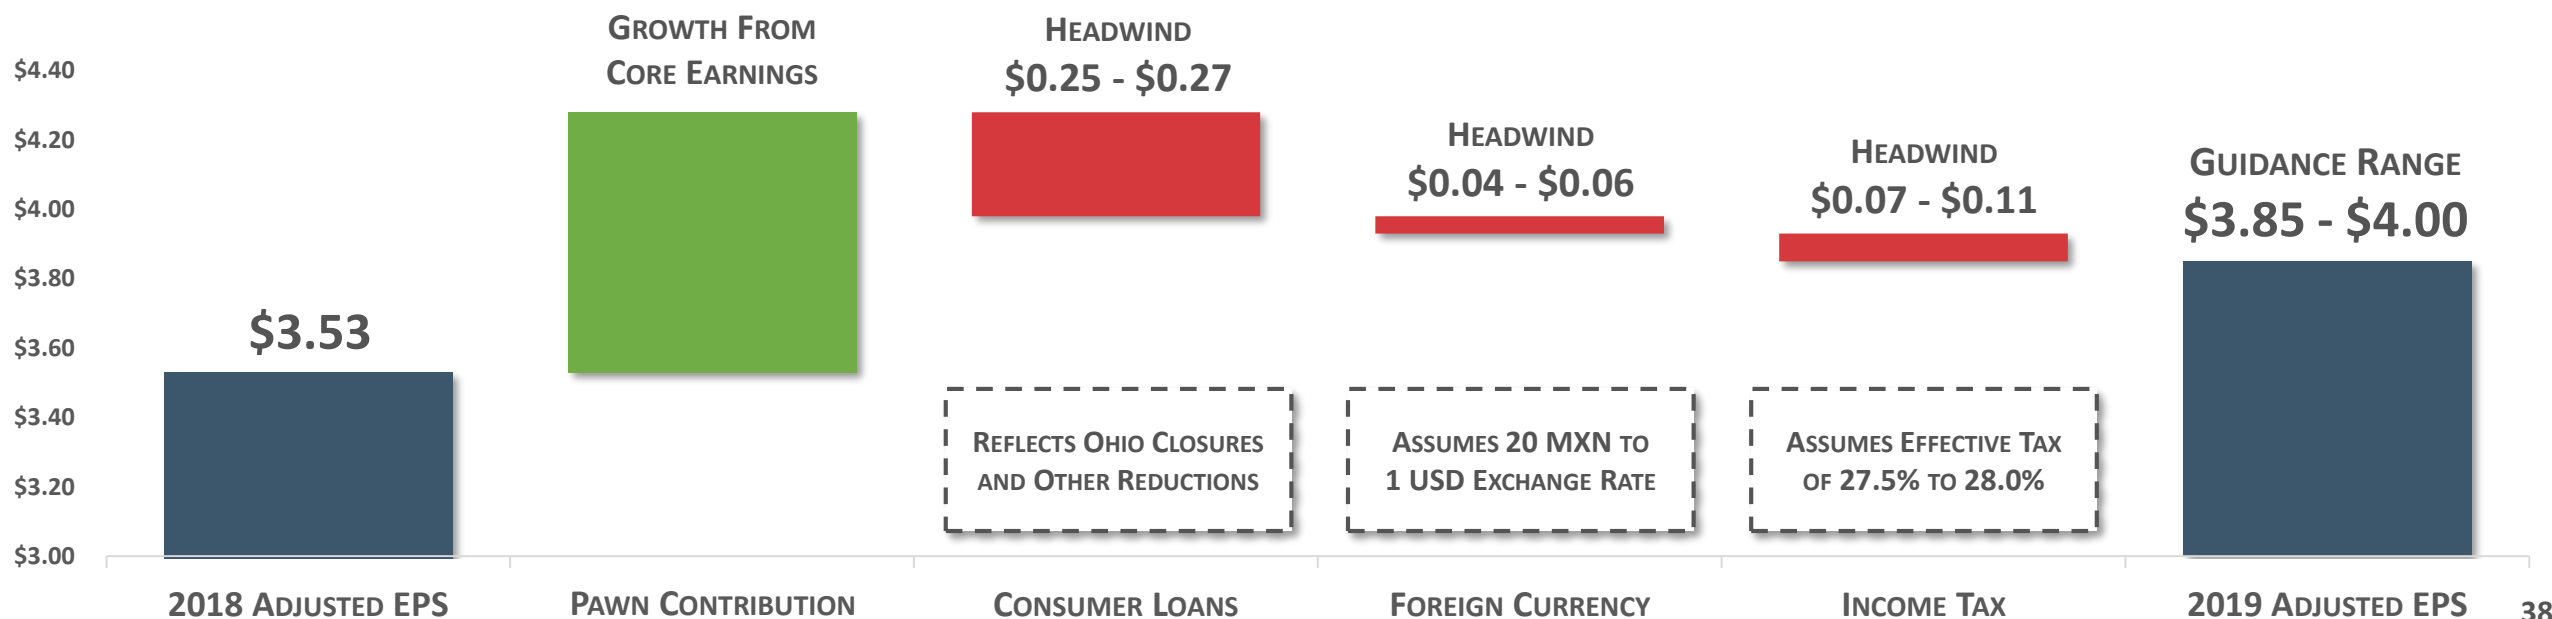 $4.40
$4.20
$4.00
$3.80
$3.60
$3.40
$3.20
$3.00
$3.53
Growth From
Core Earnings
Headwind
$0.25 - $0.27
Headwind
$0.04 - $0.06
Headwind
$0.07 - $0.11
Guidance Range
$3.85 - $4.00
Reflects Ohio Closures
and Other Reductions
Assumes 20 MXN to
1 USD Exchange Rate
Assumes Effective Tax
of 27.5% to 28.0%
2018 Adjusted EPS
Pawn Contribution
Consumer Loans
Foreign Currency
Income Tax
2019 Adjusted EPS
38